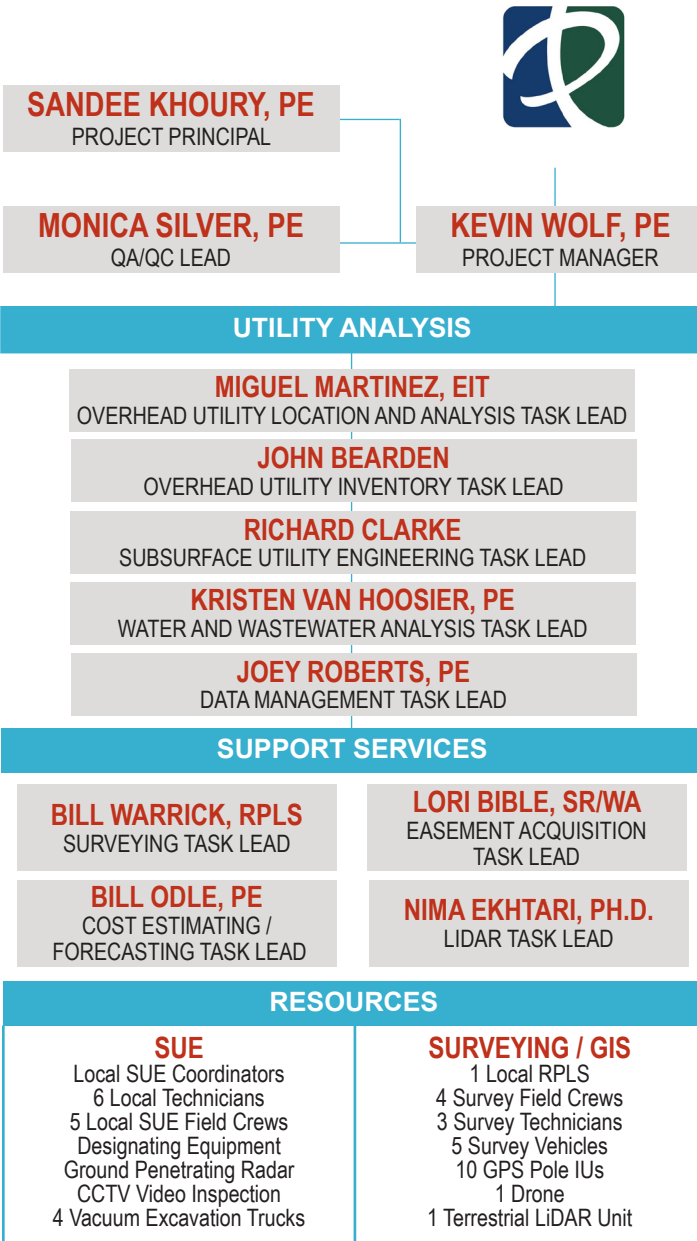 SANDEE KHOURY, PE
PROJECT PRINCIPAL
MONICA SILVER, PE
QA/QC LEAD
KEVIN WOLF, PE
PROJECT MANAGER
UTILITY ANALYSIS
MIGUEL MARTINEZ, EIT
OVERHEAD UTILITY LOCATION AND ANALYSIS TASK LEAD
JOHN BEARDEN
OVERHEAD UTILITY INVENTORY TASK LEAD
RICHARD CLARKE
SUBSURFACE UTILITY ENGINEERING TASK LEAD
KRISTEN VAN HOOSIER, PE
WATER AND WASTEWATER ANALYSIS TASK LEAD
JOEY ROBERTS, PE
DATA MANAGEMENT TASK LEAD
SUPPORT SERVICES
BILL WARRICK, RPLS
SURVEYING TASK LEAD
LORI BIBLE, SR/WA
EASEMENT ACQUISITION
TASK LEAD
BILL ODLE, PE
COST ESTIMATING /
FORECASTING TASK LEAD
NIMA EKHTARI, PH.D.
LIDAR TASK LEAD
RESOURCES
SUE
Local SUE Coordinators
6 Local Technicians
5 Local SUE Field Crews
Designating Equipment
Ground Penetrating Radar
CCTV Video Inspection
4 Vacuum Excavation Trucks
SURVEYING / GIS
1 Local RPLS
4 Survey Field Crews
3 Survey Technicians
5 Survey Vehicles
10 GPS Pole IUs
1 Drone
1 Terrestrial LiDAR Unit